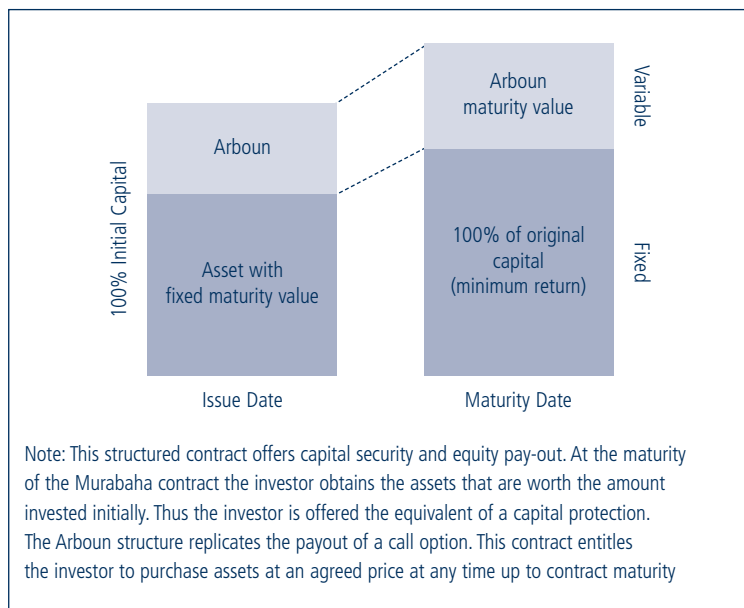 Arboun
Asset with
fixed maturity value
100% Initial Capital
Issue Date
Arboun
maturity value
100% of original
capital
(minimum return)
Variable
Fixed
Maturity Date
Note: This structured contract offers capital security and equity pay-out. At the maturity
of the Murabaha contract the investor obtains the assets that are worth the amount
invested initially. Thus the investor is offered the equivalent of a capital protection.
The Arboun structure replicates the payout of a call option. This contract entitles
the investor to purchase assets at an agreed price at any time up to contract maturity